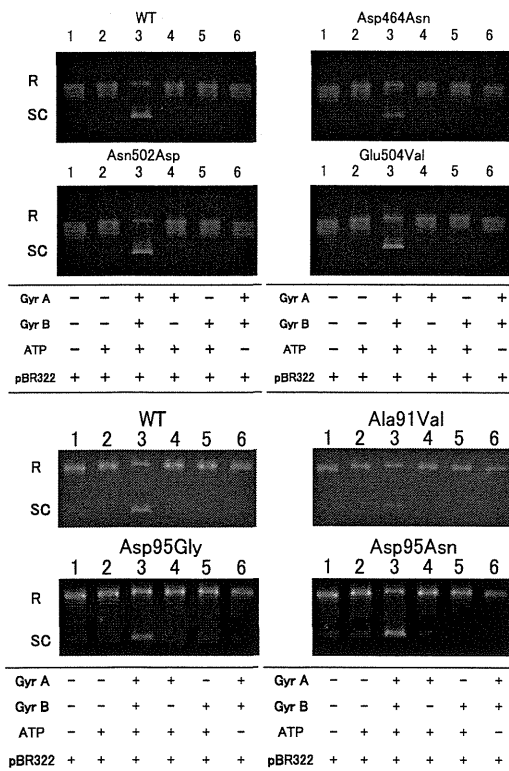 WT
1 2 3 4 5 6
R
SC
Asp464Asn
1 2 3 4 5 6
Asn502Asp
1 2 3 4 5 6
R
SC
Glu504Val
1 2 3 4 5 6
Gyr A − − + + − +
Gyr B − − + − + +
ATP − + + + + −
pBR322 + + + + + +
Gyr A − − + + − +
Gyr B − − + − + +
ATP − + + + + −
pBR322 + + + + + +
WT
1 2 3 4 5 6
R
SC
Ala91Val
1 2 3 4 5 6
Asp95Gly
1 2 3 4 5 6
R
SC
Asp95Asn
1 2 3 4 5 6
Gyr A − − + + − +
Gyr B − − + − + +
ATP − + + + + −
pBR322 + + + + + +
Gyr A − − + + − +
Gyr B − − + − + +
ATP − + + + + −
pBR322 + + + + + +